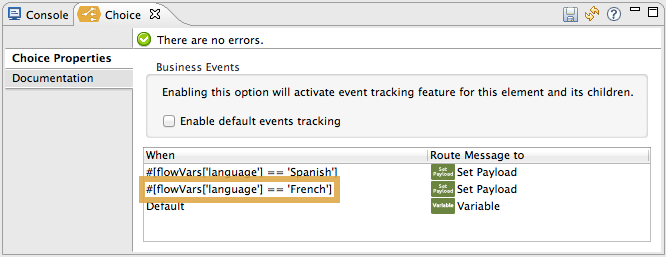 Console Choice
There are no errors.
Choice Properties
Documentation
Business Events
Enabling this option will activate event tracking feature for this element and its children.
Enable default events tracking
When Route Message to
#[flowVars['language'] == 'Spanish'] Set Payload Set Payload
#[flowVars['language'] == 'French'] Set Payload Set Payload
Default Variable Variable